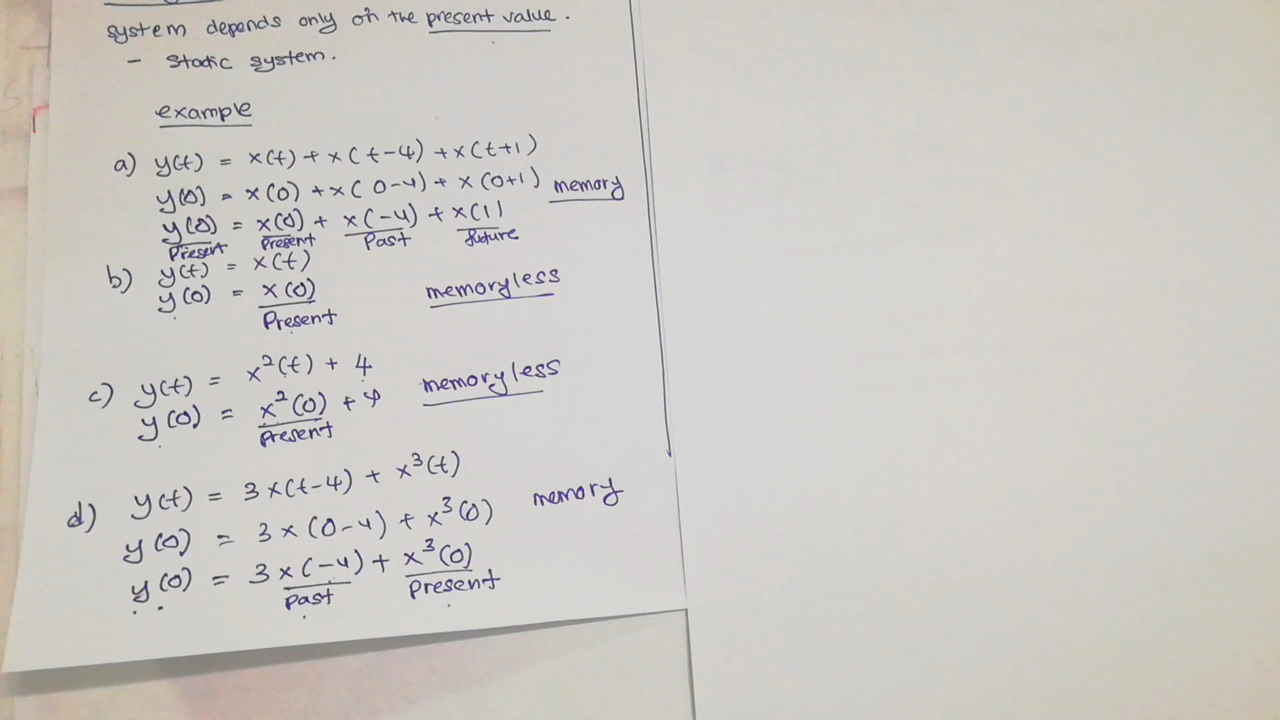 system depends only on the present value.
- Stadic system.
example
a) y(t) = x(t) + x(t-4) + x(t+1)
y(0) = x(0) + x(0-4) + x(0+1) memory
y(0) = x(0) + x(-4) + x(1)
Present Present Past future
b) y(t) = x(t)
y(0) = x(0) memoryless
Present
c) y(t) = x²(t) + 4
y(0) = x²(0) + 4 memoryless
Present
d) y(t) = 3x(t-4) + x³(t)
y(0) = 3x(0-4) + x³(0) memory
y(0) = 3x(-4) + x³(0)
past present